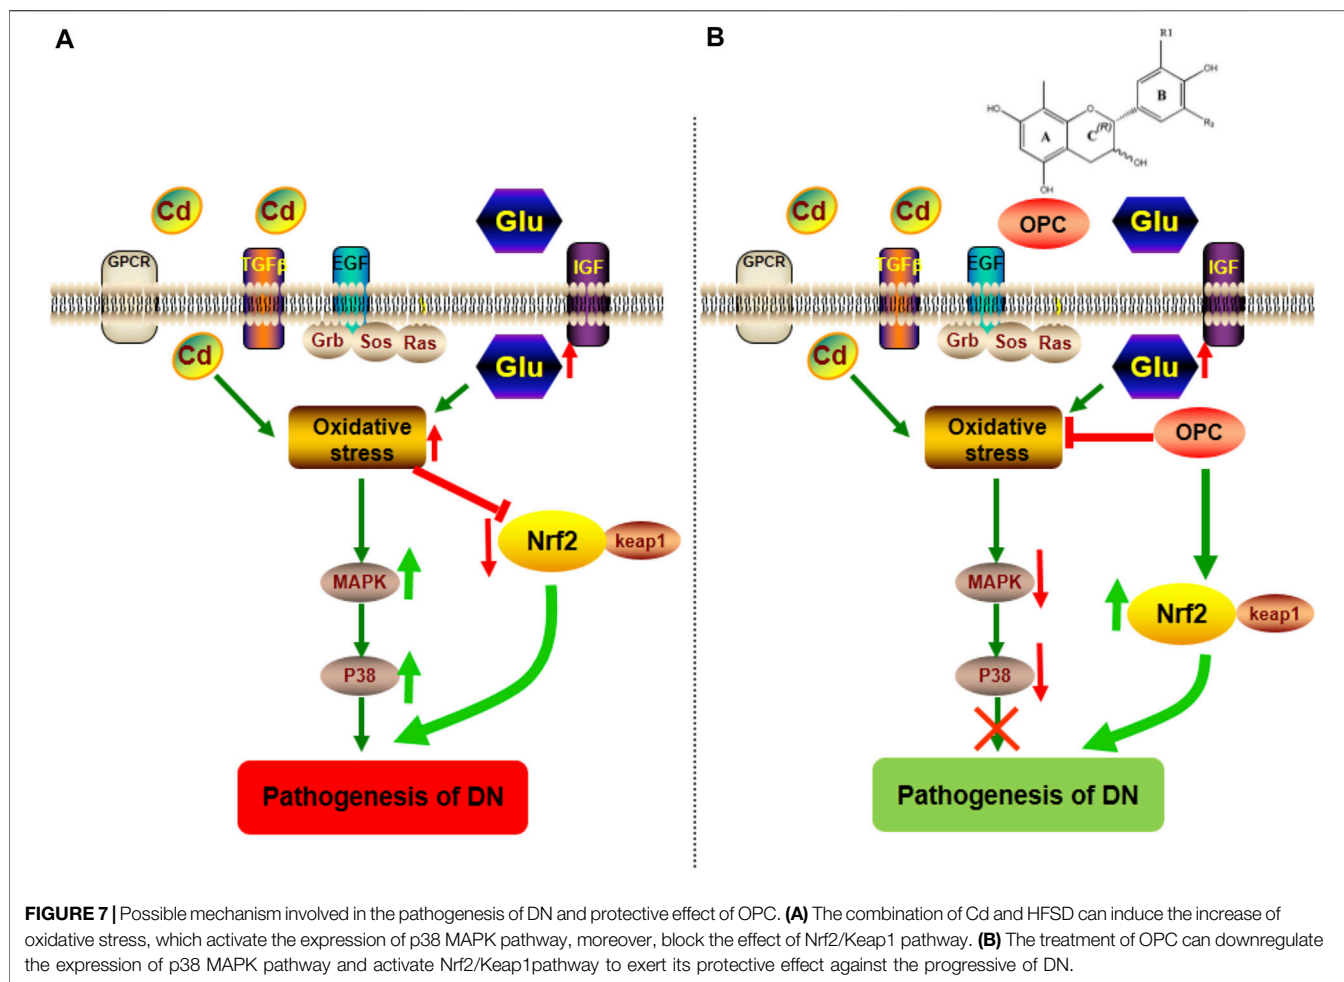 A
Cd
Cd
Glu
GPCR
TGFβ
EGF
IGF
Grb
Sos
Ras
Cd
Glu
Oxidative
stress
Nrf2
keap1
MAPK
P38
Pathogenesis of DN
B
R1
OH
B
R2
HO
O
A
C
(R)
OH
OH
Cd
Cd
OPC
Glu
GPCR
TGFβ
EGF
IGF
Grb
Sos
Ras
Cd
Glu
Oxidative
stress
OPC
MAPK
Nrf2
keap1
P38
Pathogenesis of DN
FIGURE 7 | Possible mechanism involved in the pathogenesis of DN and protective effect of OPC. (A) The combination of Cd and HFSD can induce the increase of
oxidative stress, which activate the expression of p38 MAPK pathway, moreover, block the effect of Nrf2/Keap1 pathway. (B) The treatment of OPC can downregulate
the expression of p38 MAPK pathway and activate Nrf2/Keap1pathway to exert its protective effect against the progressive of DN.